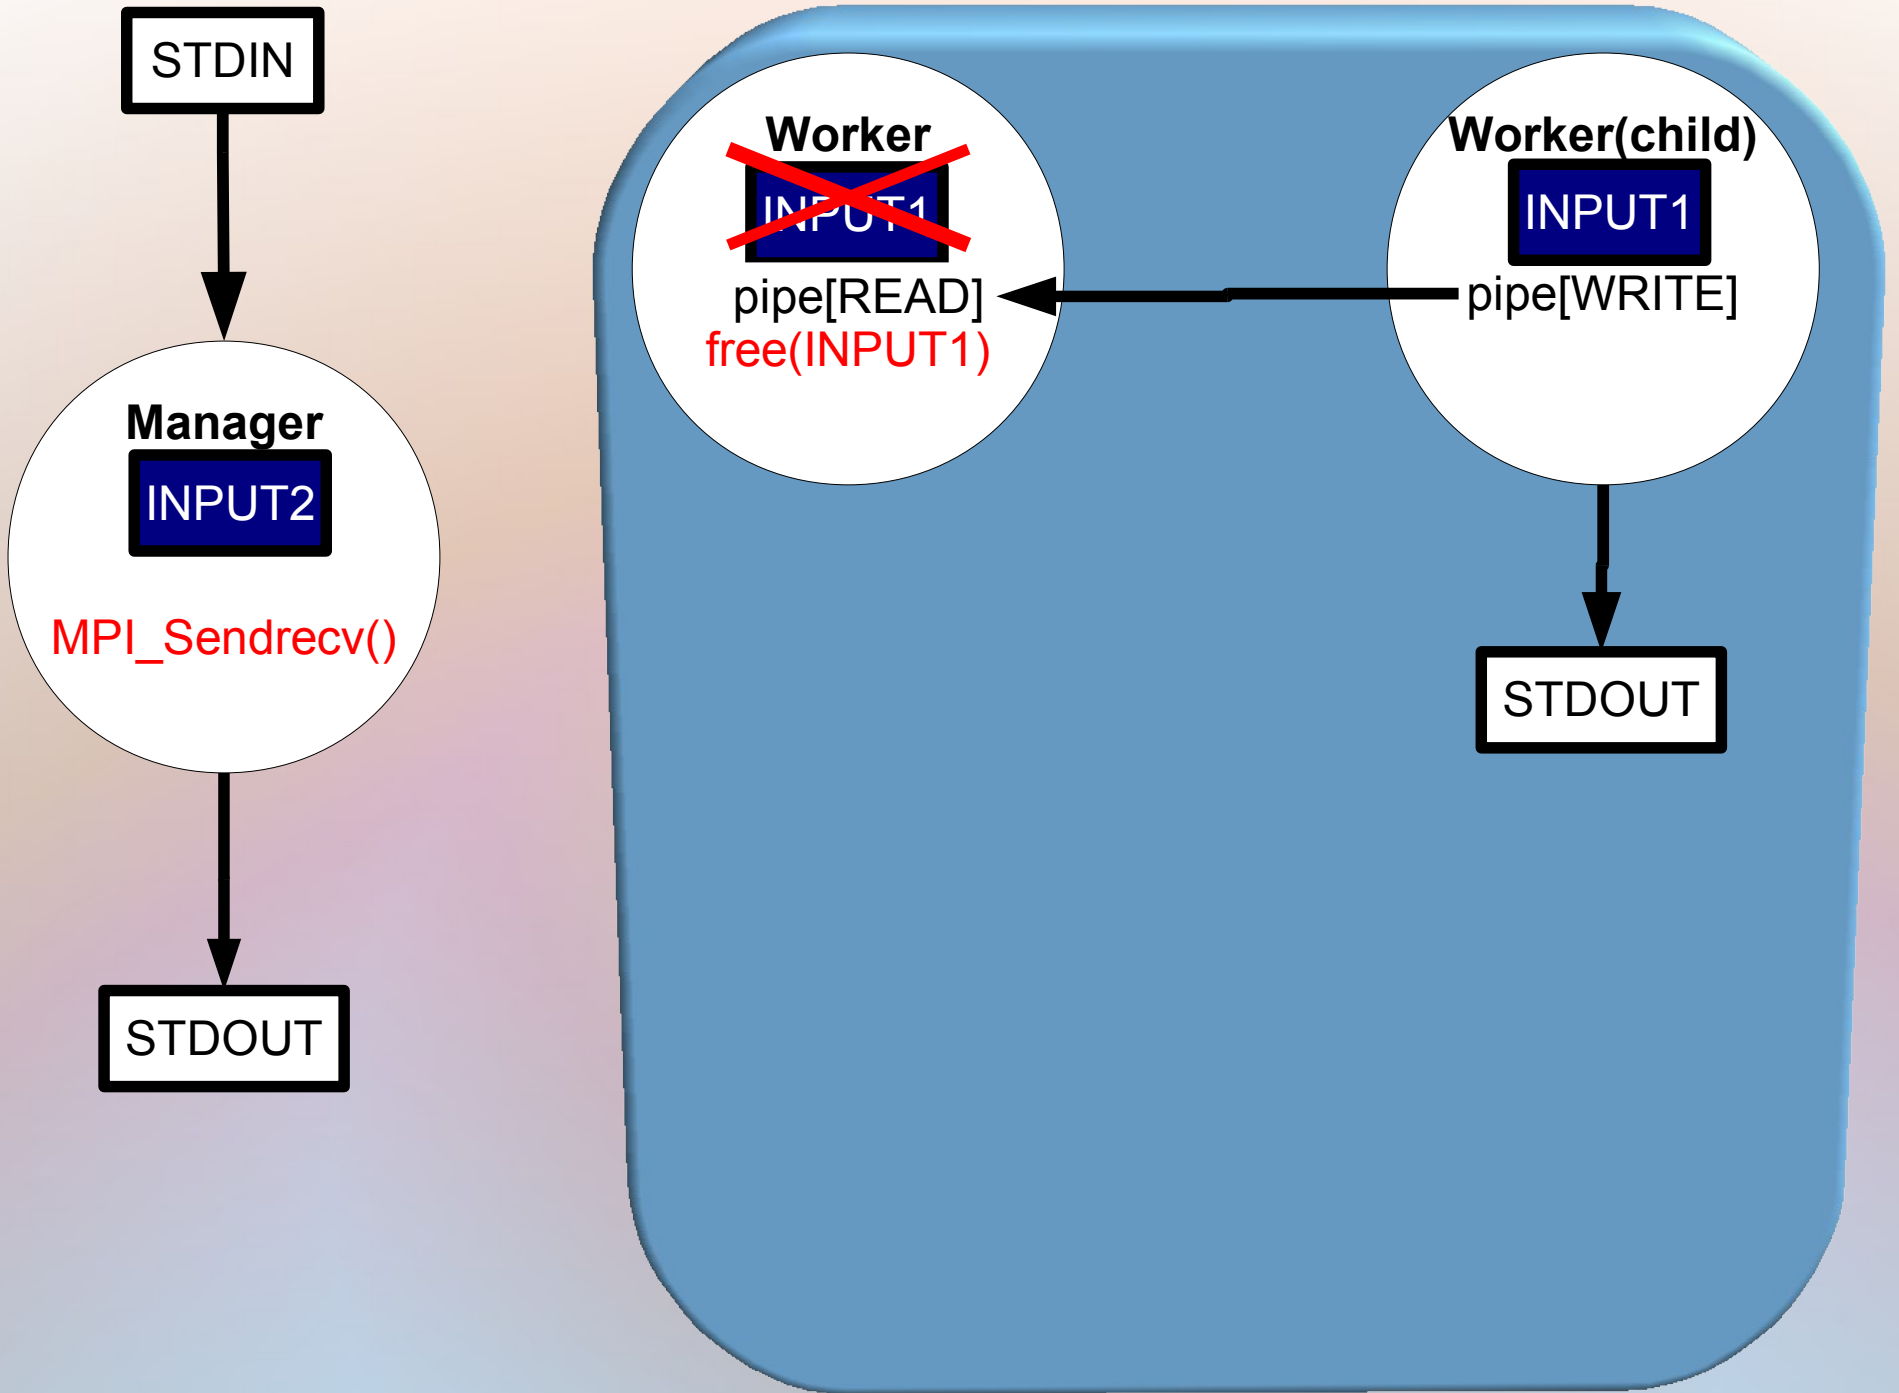 STDIN
Manager
INPUT2
MPI_Sendrecv()
STDOUT
Worker
INPUT1
pipe[READ]
free(INPUT1)
Worker(child)
INPUT1
pipe[WRITE]
STDOUT